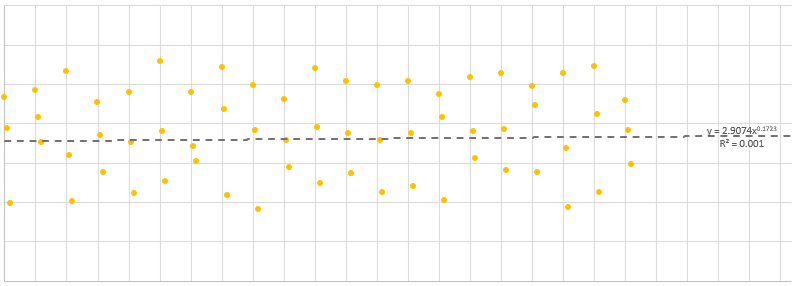 y = 2.9074x^0.1723
R² = 0.001